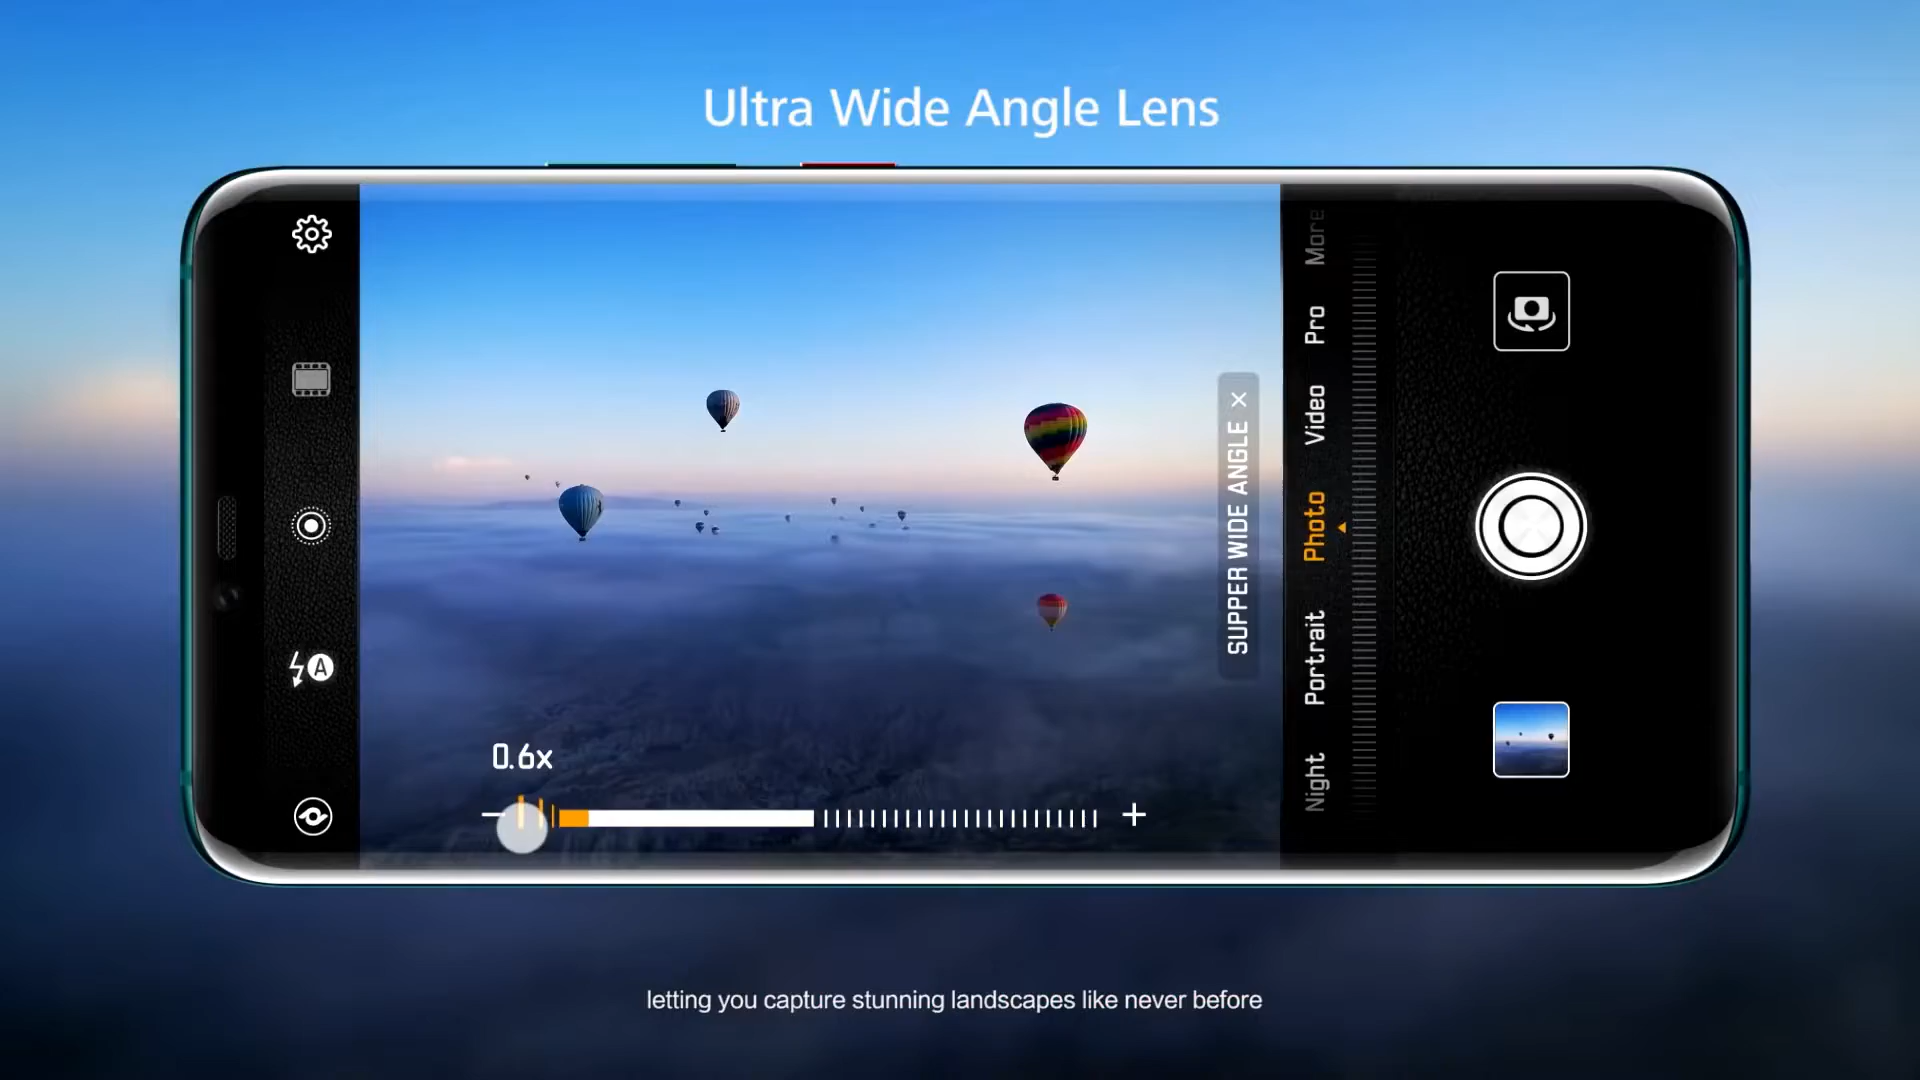 Ultra Wide Angle Lens
More
Pro
Video
Photo
Portrait
Night
SUPPER WIDE ANGLE ×
A
0.6x
− +
letting you capture stunning landscapes like never before